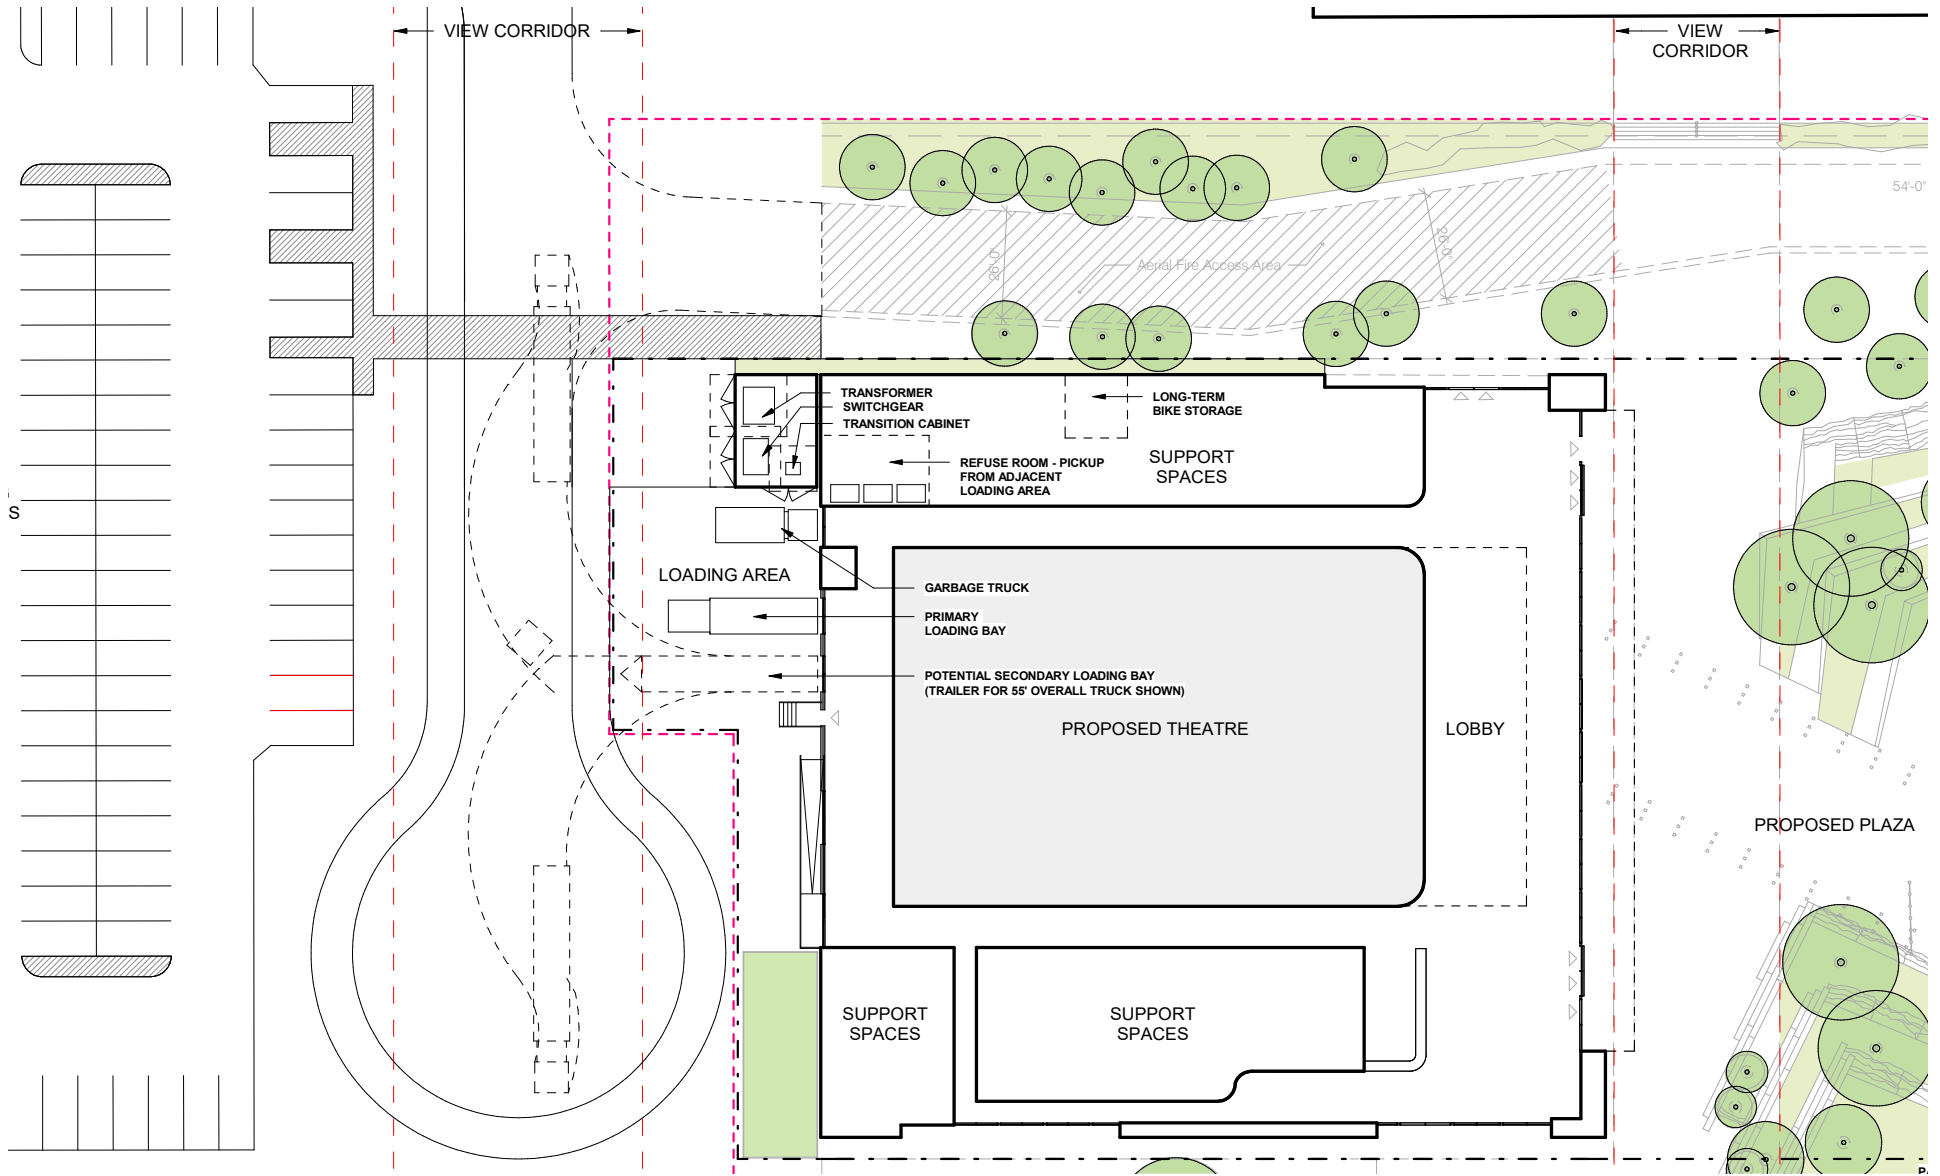 VIEW CORRIDOR
VIEW
CORRIDOR
54'-0"
26'-0"
Aerial Fire Access Area
26'-0"
TRANSFORMER
SWITCHGEAR
TRANSITION CABINET
LONG-TERM
BIKE STORAGE
REFUSE ROOM - PICKUP
FROM ADJACENT
LOADING AREA
SUPPORT
SPACES
S
LOADING AREA
GARBAGE TRUCK
PRIMARY
LOADING BAY
POTENTIAL SECONDARY LOADING BAY
(TRAILER FOR 55' OVERALL TRUCK SHOWN)
PROPOSED THEATRE
LOBBY
PROPOSED PLAZA
SUPPORT
SPACES
SUPPORT
SPACES